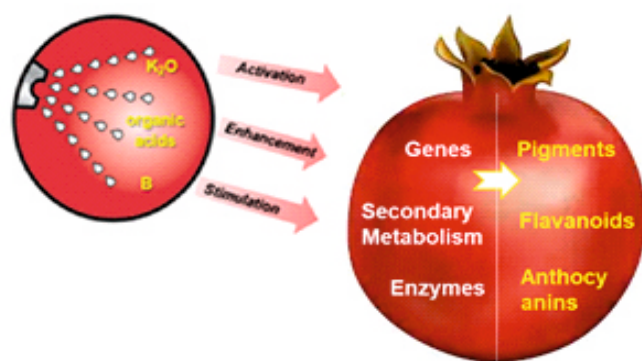 K₂O
organic
acids
B
Activation
Enhancement
Stimulation
Genes
Secondary
Metabolism
Enzymes
Pigments
Flavanoids
Anthocy
anins